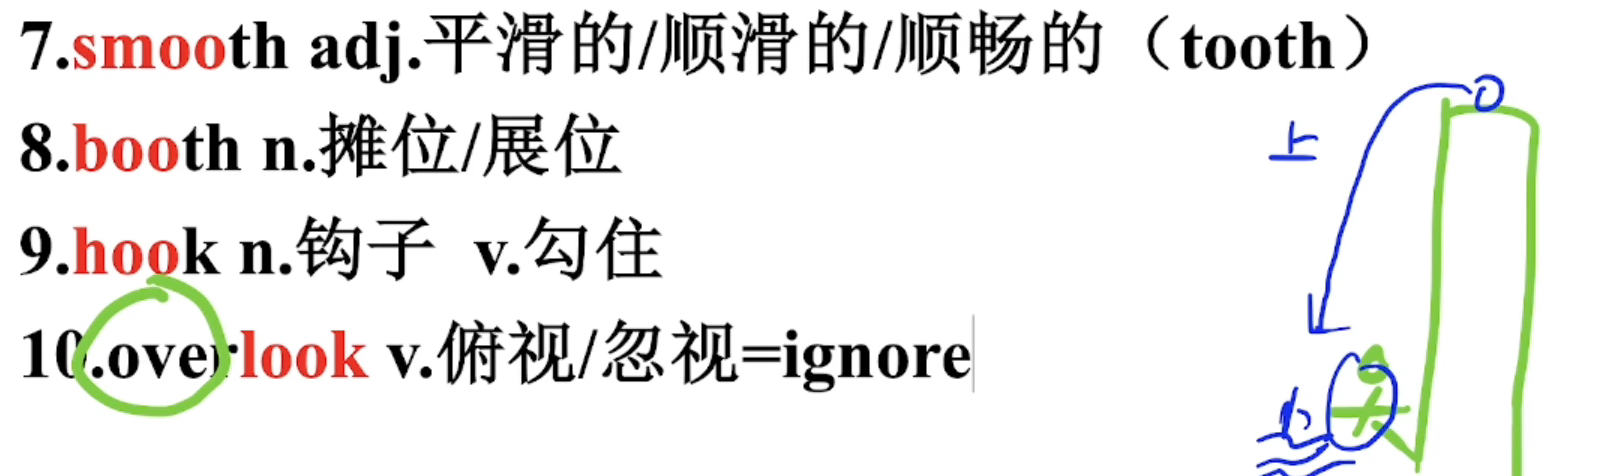 7.smooth adj.平滑的/顺滑的/顺畅的（tooth）
上
8.booth n.摊位/展位
9.hook n.钩子 v.勾住
10.overlook v.俯视/忽视=ignore